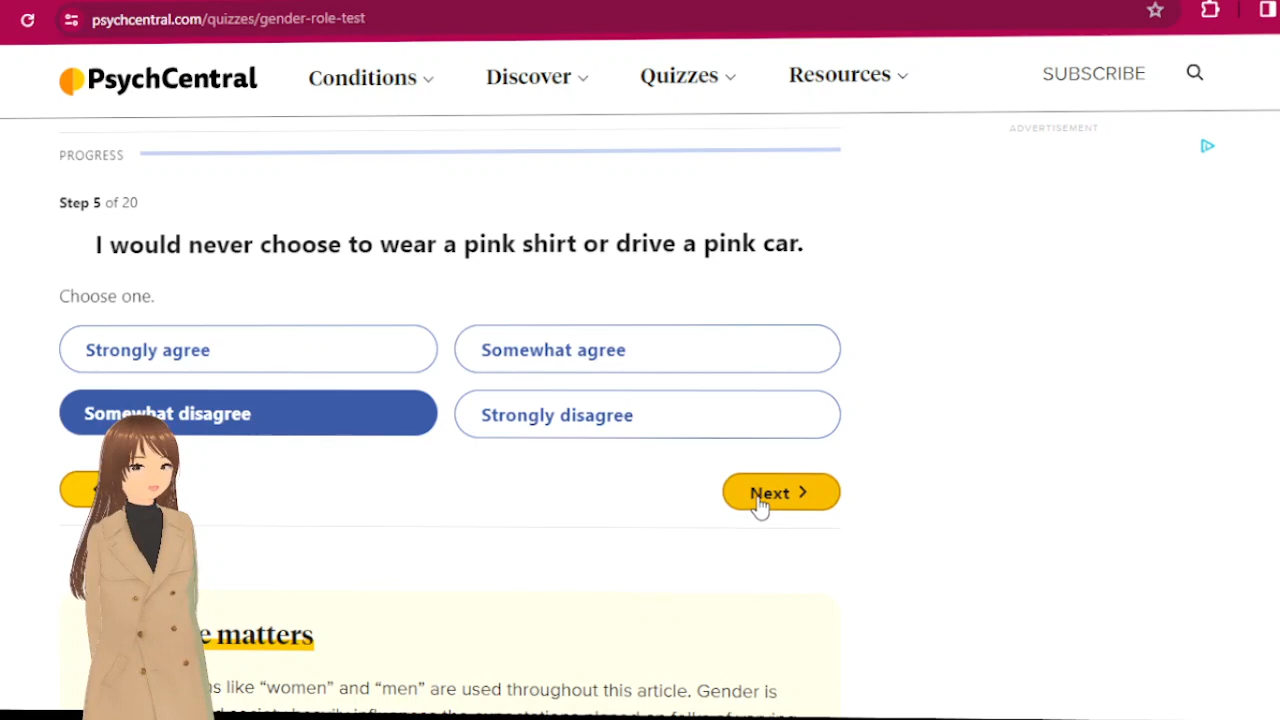 psychcentral.com/quizzes/gender-role-test
PsychCentral Conditions Discover Quizzes Resources SUBSCRIBE
ADVERTISEMENT
PROGRESS
Step 5 of 20
I would never choose to wear a pink shirt or drive a pink car.
Choose one.
Strongly agree Somewhat agree
Somewhat disagree Strongly disagree
Next
matters
like “women” and “men” are used throughout this article. Gender is